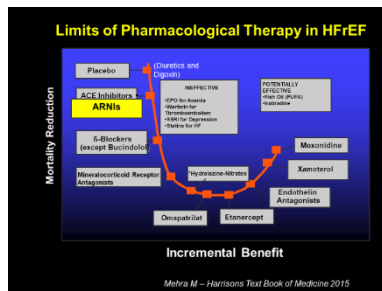 Limits of Pharmacological Therapy in HFrEF
Placebo
(Diuretics and
Digoxin)
ACE Inhibitors
ARNIs
ß-Blockers
(except Bucindolol)
Mineralocorticoid Receptor
Antagonists
INEFFECTIVE
•EPO for Anemia
•Warfarin for
Thromboembolism
•SSRI for Depression
•Statins for HF
POTENTIALLY
EFFECTIVE
•Fish Oil (PUFA)
•Ivabradine
*Hydralazine-Nitrates
Omapatrilat
Etanercept
Endothelin
Antagonists
Xamoterol
Moxonidine
Mortality Reduction
Incremental Benefit
Mehra M – Harrisons Text Book of Medicine 2015